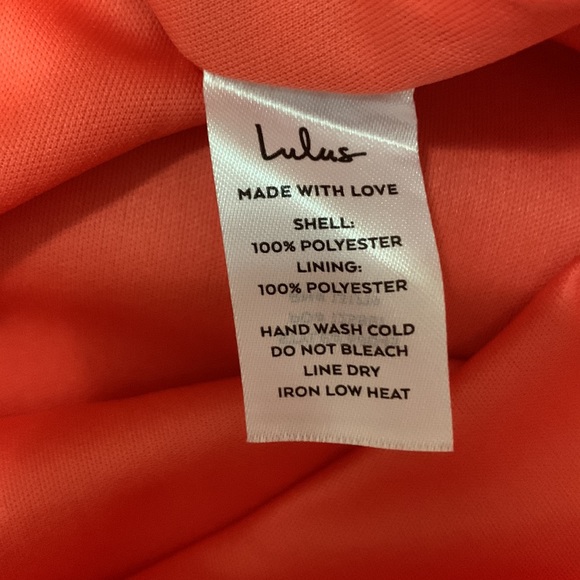 Lulus
MADE WITH LOVE
SHELL:
100% POLYESTER
LINING:
100% POLYESTER
HAND WASH COLD
DO NOT BLEACH
LINE DRY
IRON LOW HEAT